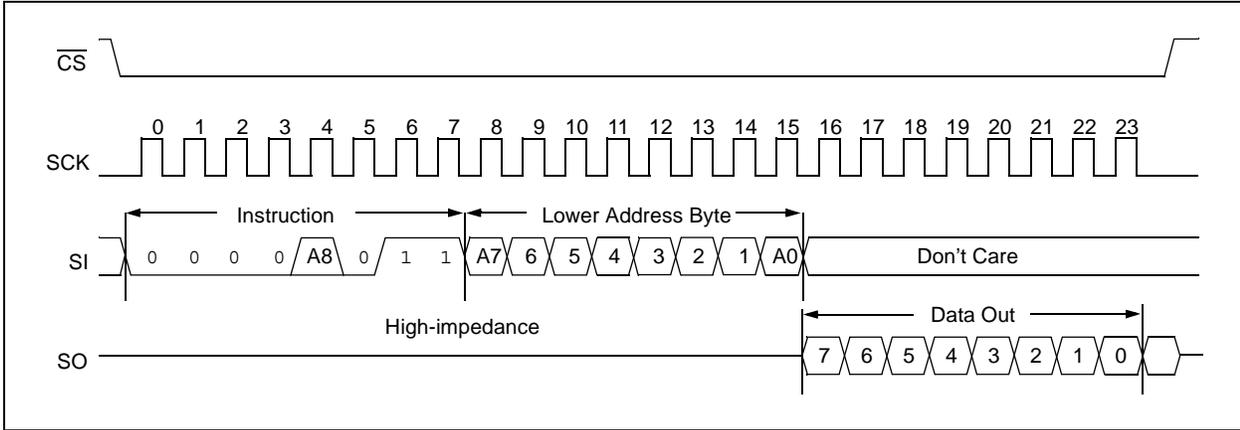 CS
0 1 2 3 4 5 6 7 8 9 10 11 12 13 14 15 16 17 18 19 20 21 22 23
SCK
Instruction Lower Address Byte
SI 0 0 0 0 A8 0 1 1 A7 6 5 4 3 2 1 A0 Don't Care
Data Out
High-impedance
SO 7 6 5 4 3 2 1 0